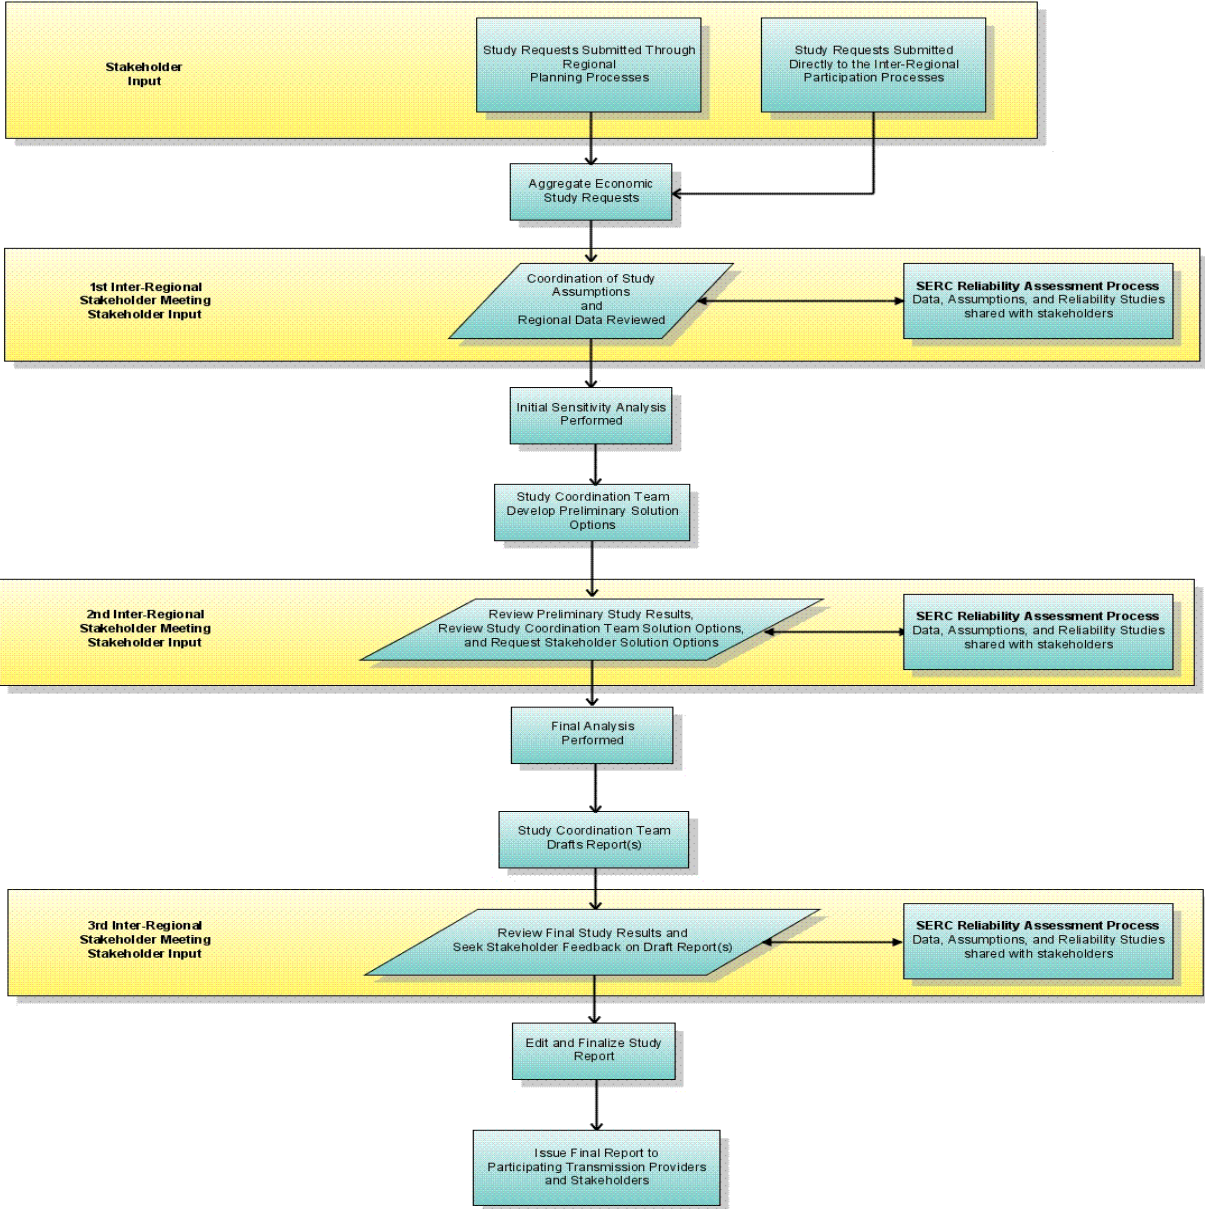 Stakeholder
Input
Study Requests Submitted Through
Regional
Planning Processes
Study Requests Submitted
Directly to the Inter-Regional
Participation Processes
Aggregate Economic
Study Requests
1st Inter-Regional
Stakeholder Meeting
Stakeholder Input
Coordination of Study
Assumptions
and
Regional Data Reviewed
SERC Reliability Assessment Process
Data, Assumptions, and Reliability Studies
shared with stakeholders
Initial Sensitivity Analysis
Performed
Study Coordination Team
Develop Preliminary Solution
Options
2nd Inter-Regional
Stakeholder Meeting
Stakeholder Input
Review Preliminary Study Results,
Review Study Coordination Team Solution Options,
and Request Stakeholder Solution Options
SERC Reliability Assessment Process
Data, Assumptions, and Reliability Studies
shared with stakeholders
Final Analysis
Performed
Study Coordination Team
Drafts Report(s)
3rd Inter-Regional
Stakeholder Meeting
Stakeholder Input
Review Final Study Results and
Seek Stakeholder Feedback on Draft Report(s)
SERC Reliability Assessment Process
Data, Assumptions, and Reliability Studies
shared with stakeholders
Edit and Finalize Study
Report
Issue Final Report to
Participating Transmission Providers
and Stakeholders